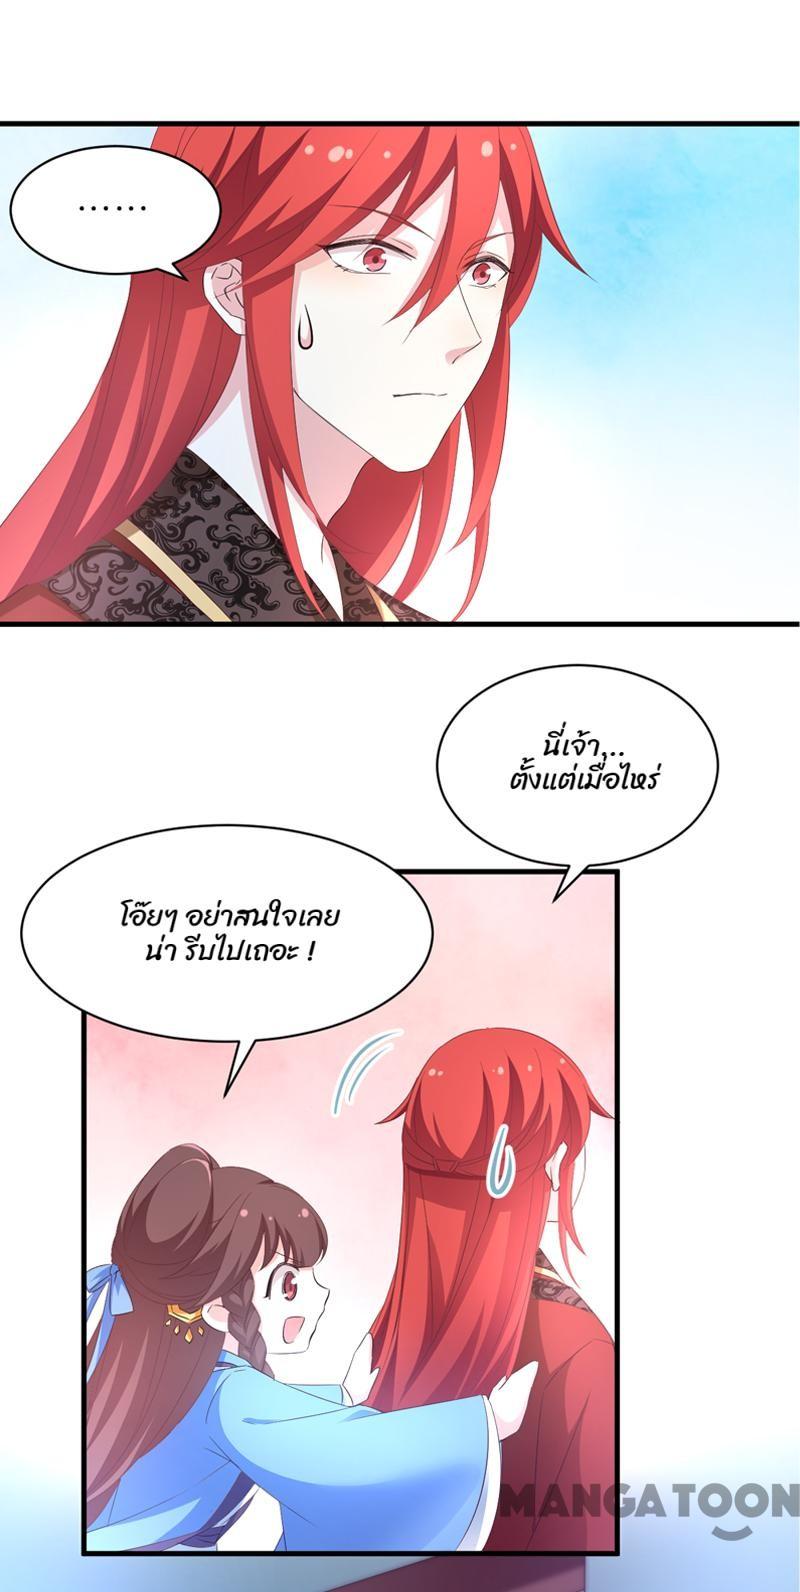 ......
นี่เจ้า...
ตั้งแต่เมื่อไหร่
โอ๊ยๆ อย่าสนใจเลย
น่า รีบไปเถอะ !
MANGATOON